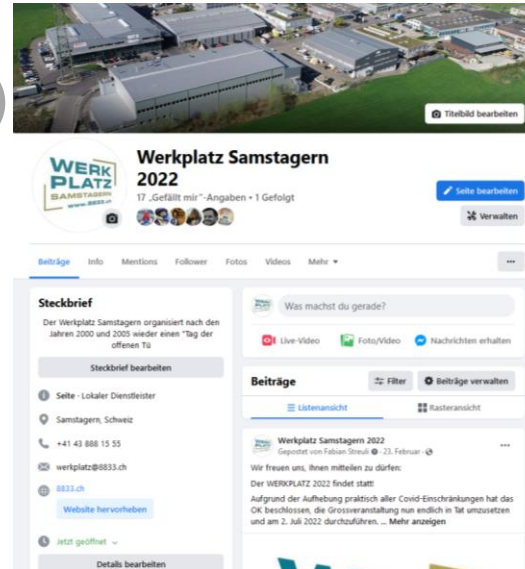 Titelbild bearbeiten
WERK
PLATZ
SAMSTAGERN
www.8833.ch
Werkplatz Samstagern
2022
17 „Gefällt mir"-Angaben • 1 Gefolgt
Seite bearbeiten
Verwalten
Beiträge Info Mentions Follower Fotos Videos Mehr
Steckbrief
Der Werkplatz Samstagern organisiert nach den
Jahren 2000 und 2005 wieder einen "Tag der
offenen Tü
Steckbrief bearbeiten
Seite · Lokaler Dienstleister
Samstagern, Schweiz
+41 43 888 15 55
werkplatz@8833.ch
8833.ch
Website hervorheben
Jetzt geöffnet
Details bearbeiten
Was machst du gerade?
Live-Video Foto/Video Nachrichten erhalten
Beiträge Filter Beiträge verwalten
Listenansicht Rasteransicht
Werkplatz Samstagern 2022
Gepostet von Fabian Streuli · 23. Februar ·
Wir freuen uns, Ihnen mitteilen zu dürfen:
Der WERKPLATZ 2022 findet statt!
Aufgrund der Aufhebung praktisch aller Covid-Einschränkungen hat das
OK beschlossen, die Grossveranstaltung nun endlich in Tat umzusetzen
und am 2. Juli 2022 durchzuführen. ... Mehr anzeigen